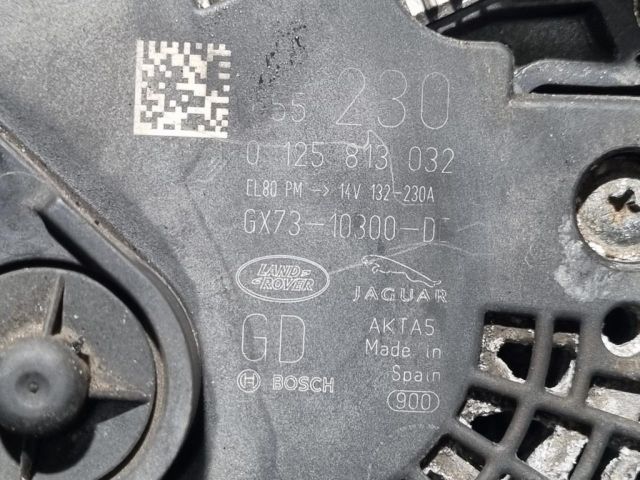 55 230
0 125 813 032
EL80 PM -> 14V 132-230A
GX73-10300-D
LAND ROVER
JAGUAR
GD
AKTA5
Made in
Spain
BOSCH
900